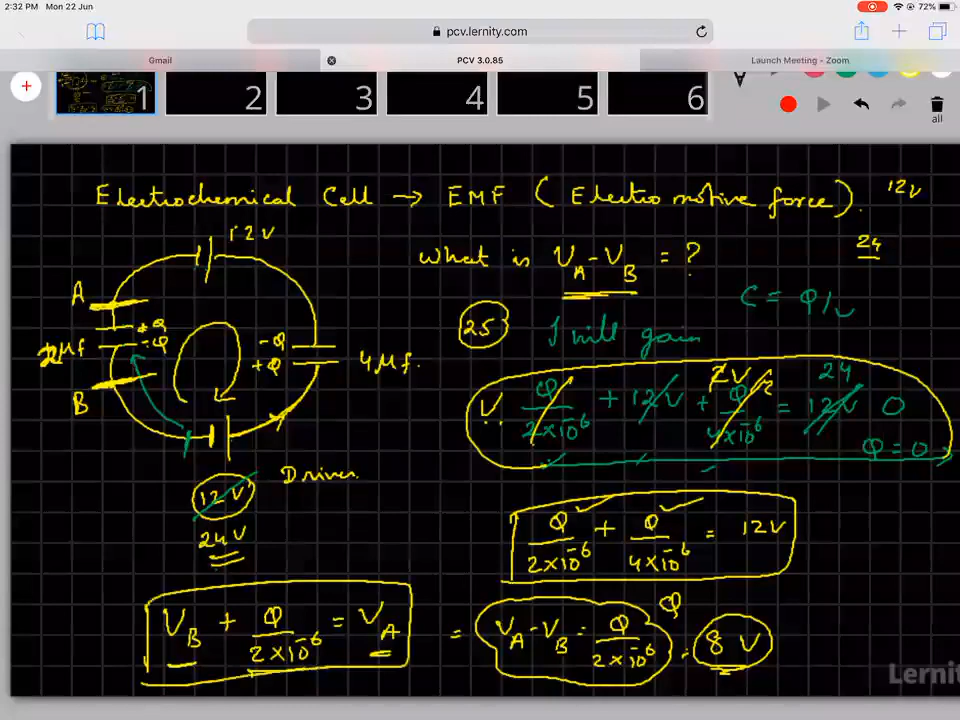 2:32 PM Mon 22 Jun
72%
pcv.lernity.com
Gmail
PCV 3.0.85
Launch Meeting - Zoom
1 2 3 4 5 6
all
Electrochemical Cell → EMF (Electro motive force). 12V
12V
24
What is V_A - V_B = ?
A
C = Q/V
25
I will gain
+Q
-Q
-Q
+Q
2μf
4μf.
B
V Q/2×10^-6 + 12V + Q/4×10^-6 = 12V 0
2V
24
Q = 0
12V
Driver
24V
Q/2×10^-6 + Q/4×10^-6 = 12V
V_B + Q/2×10^-6 = V_A
= V_A - V_B = Q/2×10^-6 = 8V
Q
Lernit